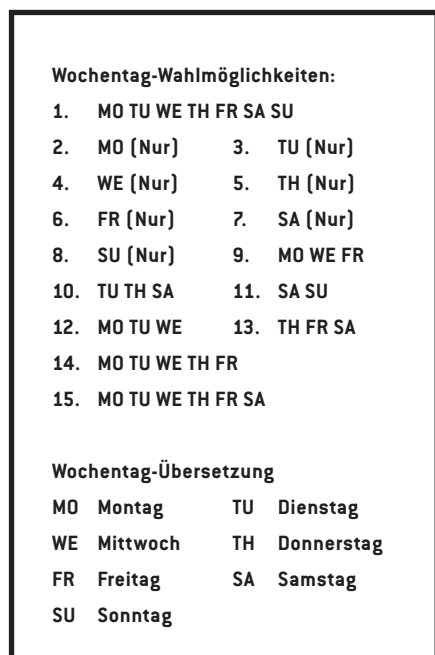 Wochentag-Wahlmöglichkeiten:
1. MO TU WE TH FR SA SU
2. MO (Nur) 3. TU (Nur)
4. WE (Nur) 5. TH (Nur)
6. FR (Nur) 7. SA (Nur)
8. SU (Nur) 9. MO WE FR
10. TU TH SA 11. SA SU
12. MO TU WE 13. TH FR SA
14. MO TU WE TH FR
15. MO TU WE TH FR SA
Wochentag-Übersetzung
MO Montag TU Dienstag
WE Mittwoch TH Donnerstag
FR Freitag SA Samstag
SU Sonntag